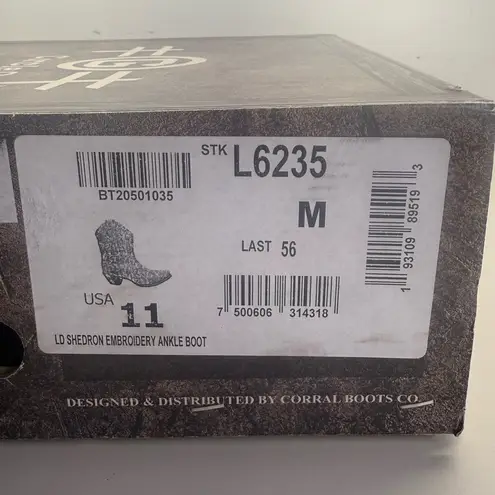 STK L6235
BT20501035
M
LAST 56
USA 11
7 500606 314318
1 93109 89519 3
LD SHEDRON EMBROIDERY ANKLE BOOT
DESIGNED & DISTRIBUTED BY CORRAL BOOTS CO.